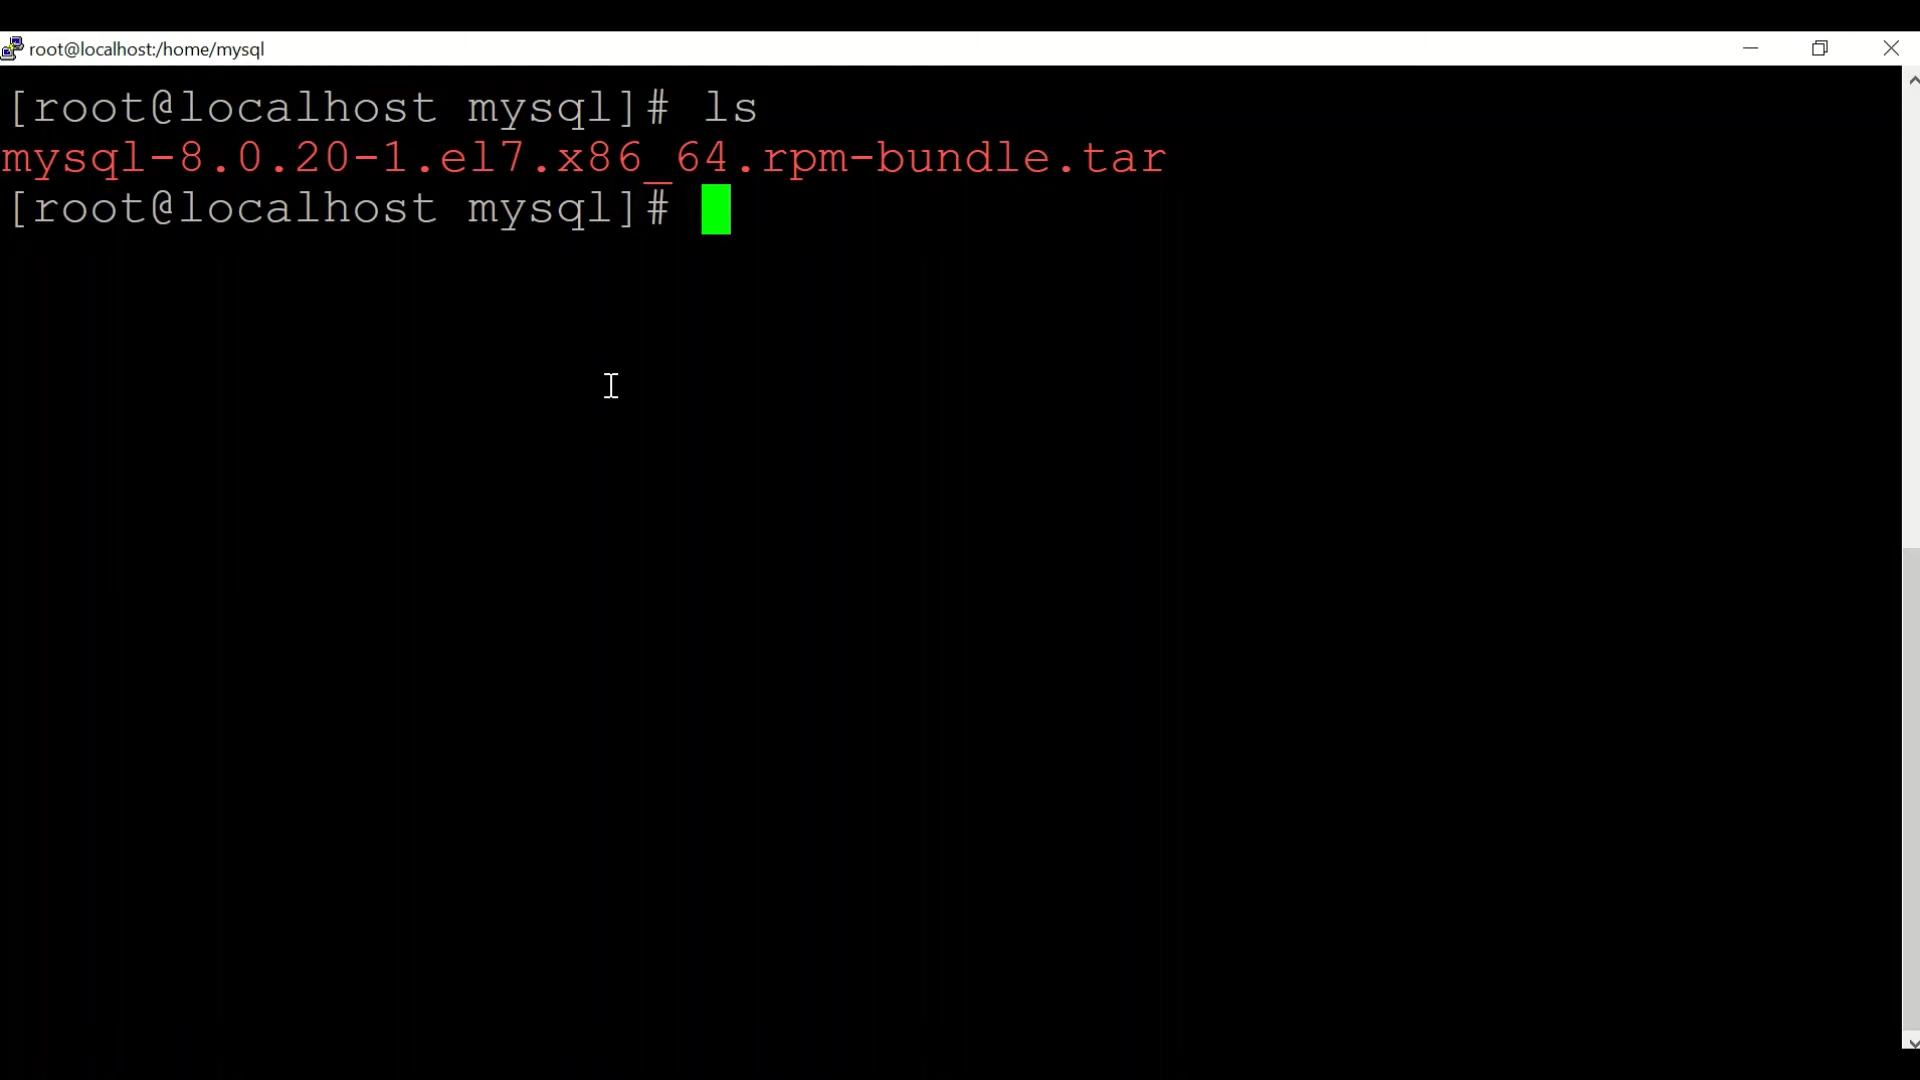 root@localhost:/home/mysql
[root@localhost mysql]# ls
mysql-8.0.20-1.el7.x86_64.rpm-bundle.tar
[root@localhost mysql]#